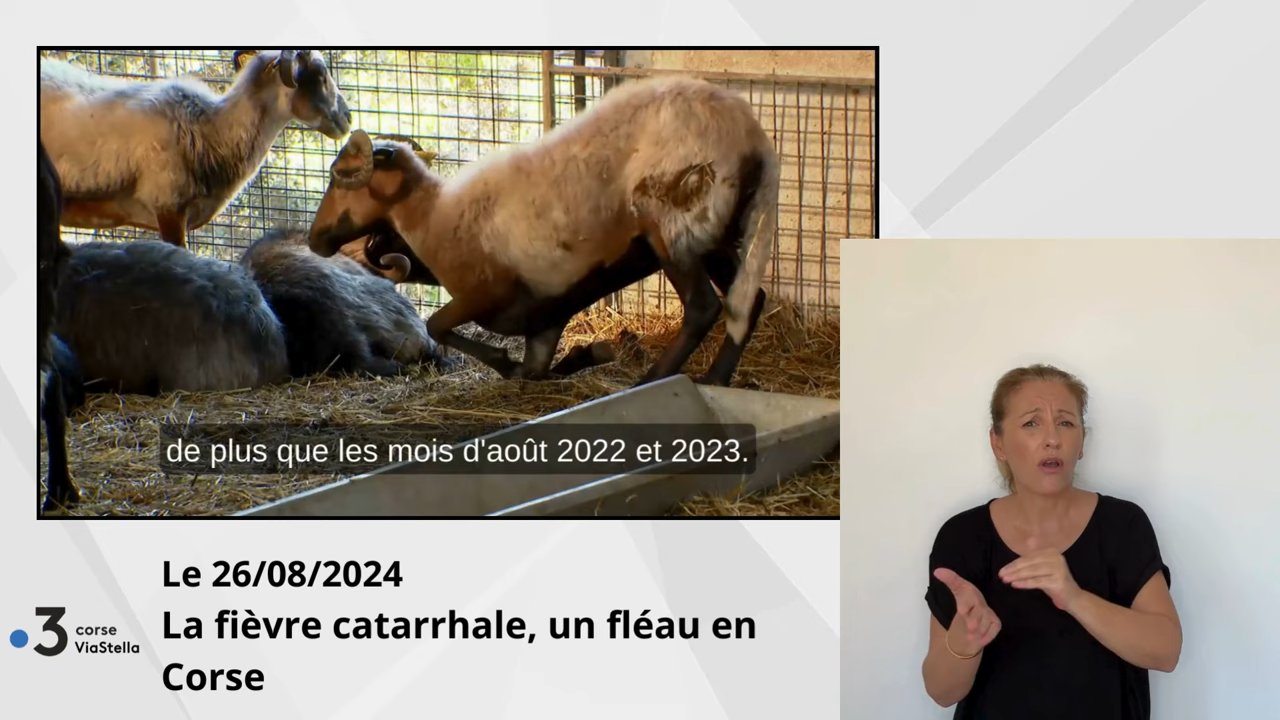 de plus que les mois d'août 2022 et 2023.
Le 26/08/2024
La fièvre catarrhale, un fléau en
Corse
3 corse
ViaStella